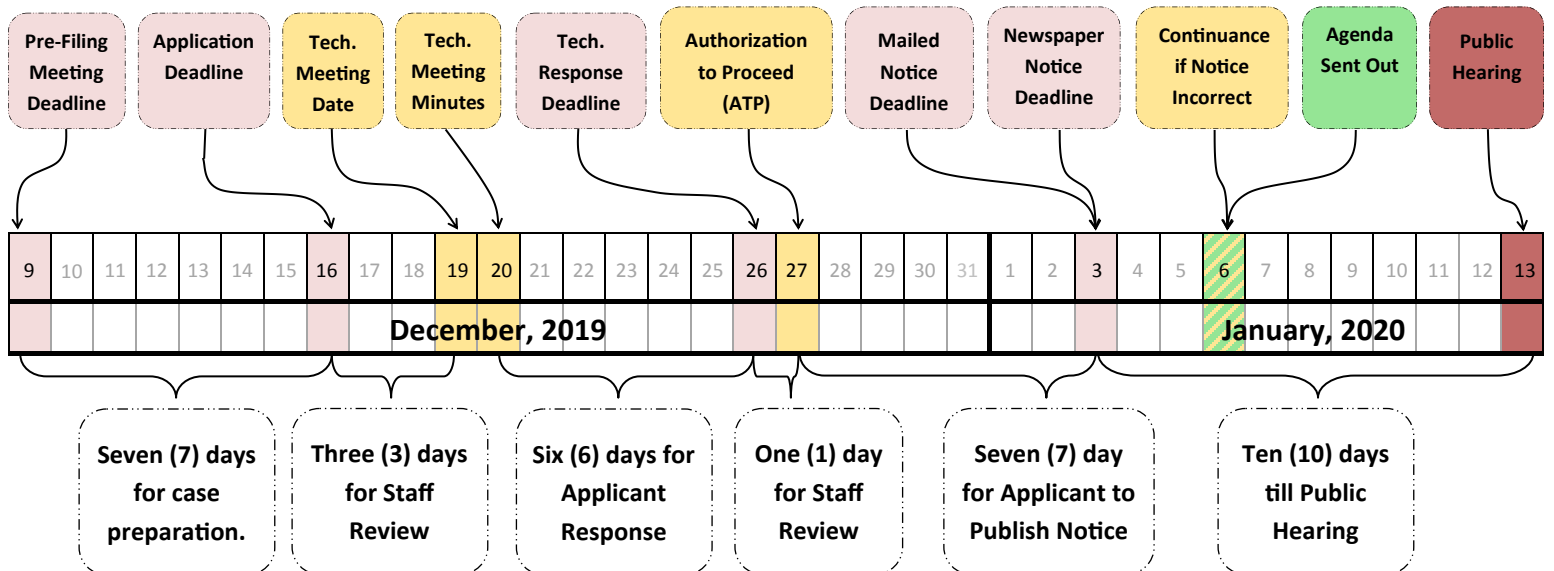 Pre-Filing
Meeting
Deadline
Application
Deadline
Tech.
Meeting
Date
Tech.
Meeting
Minutes
Tech.
Response
Deadline
Authorization
to Proceed
(ATP)
Mailed
Notice
Deadline
Newspaper
Notice
Deadline
Continuance
if Notice
Incorrect
Agenda
Sent Out
Public
Hearing
9 10 11 12 13 14 15 16 17 18 19 20 21 22 23 24 25 26 27 28 29 30 31 1 2 3 4 5 6 7 8 9 10 11 12 13
December, 2019 January, 2020
Seven (7) days
for case
preparation.
Three (3) days
for Staff
Review
Six (6) days for
Applicant
Response
One (1) day
for Staff
Review
Seven (7) day
for Applicant to
Publish Notice
Ten (10) days
till Public
Hearing